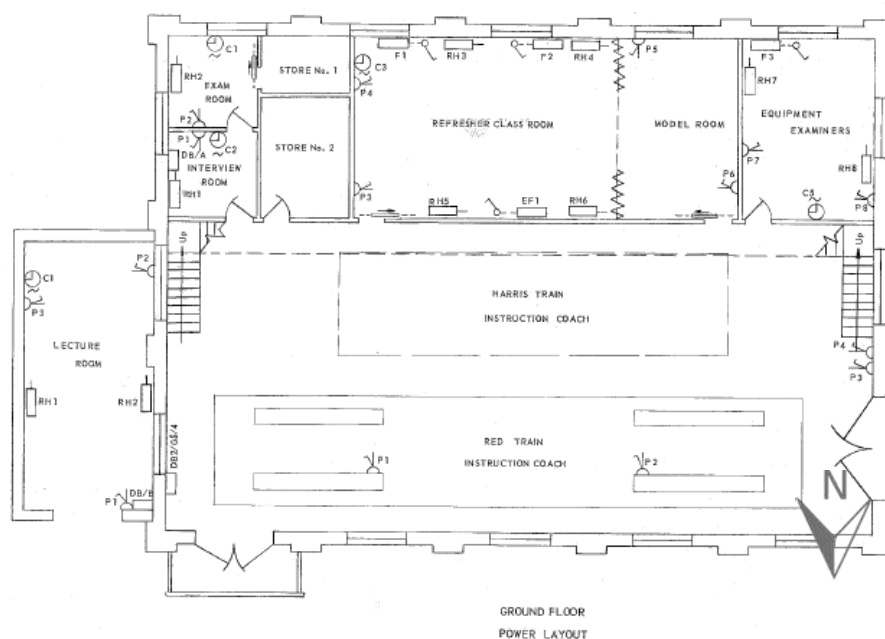 C1
RH2
EXAM
ROOM
P2
P1
DB/A
C2
INTERVIEW
ROOM
RH1
STORE No. 1
STORE No. 2
F1
RH3
F2
RH4
P5
C3
P4
REFRESHER CLASS ROOM
MODEL ROOM
P3
RH5
EF1
RH6
P6
F3
RH7
EQUIPMENT
EXAMINERS
P7
RH8
C5
P8
Up
Up
C1
P2
P3
LECTURE
ROOM
RH1
RH2
P1
DB/B
DB2/GS/4
HARRIS TRAIN
INSTRUCTION COACH
P4
P3
RED TRAIN
INSTRUCTION COACH
P1
P2
N
GROUND FLOOR
POWER LAYOUT